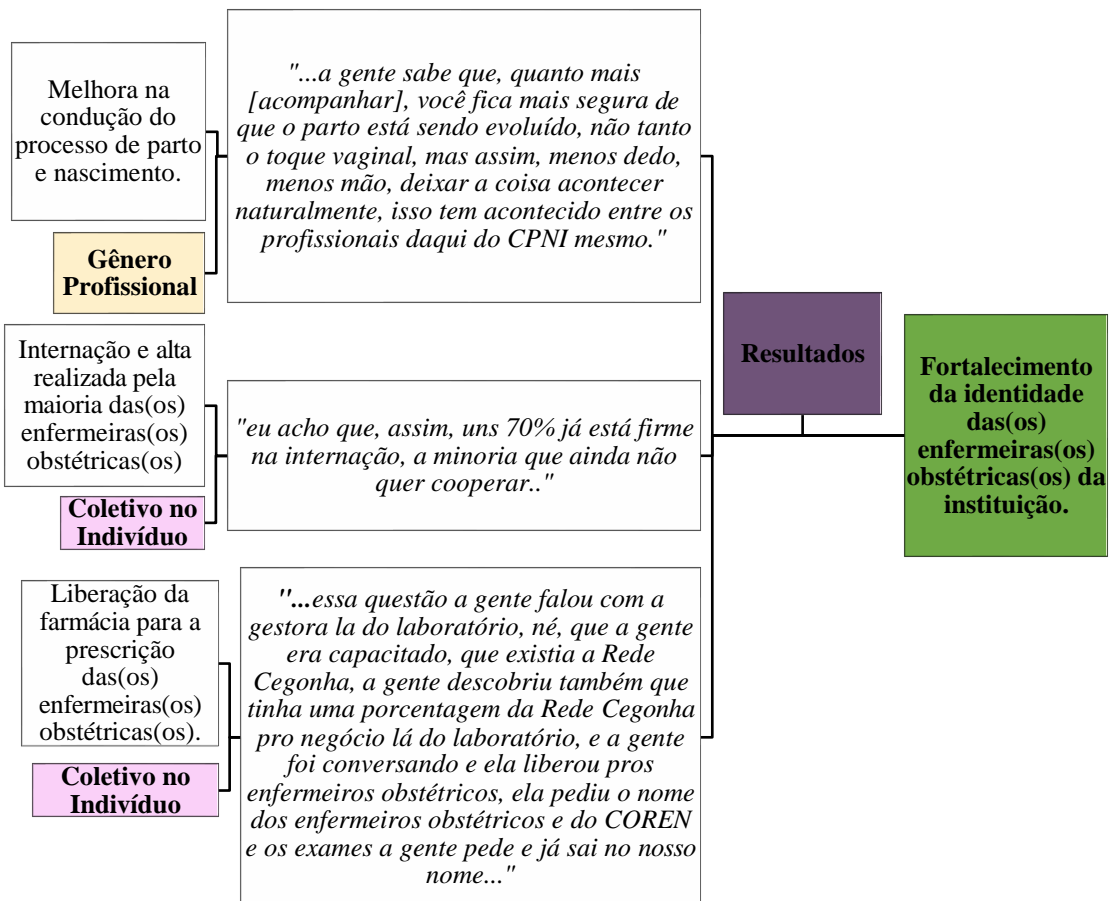 Melhora na
condução do
processo de parto
e nascimento.
Gênero
Profissional
"...a gente sabe que, quanto mais
[acompanhar], você fica mais segura de
que o parto está sendo evoluído, não tanto
o toque vaginal, mas assim, menos dedo,
menos mão, deixar a coisa acontecer
naturalmente, isso tem acontecido entre os
profissionais daqui do CPNI mesmo."
Internação e alta
realizada pela
maioria das(os)
enfermeiras(os)
obstétricas(os)
Coletivo no
Indivíduo
"eu acho que, assim, uns 70% já está firme
na internação, a minoria que ainda não
quer cooperar.."
Liberação da
farmácia para a
prescrição
das(os)
enfermeiras(os)
obstétricas(os).
Coletivo no
Indivíduo
"...essa questão a gente falou com a
gestora la do laboratório, né, que a gente
era capacitado, que existia a Rede
Cegonha, a gente descobriu também que
tinha uma porcentagem da Rede Cegonha
pro negócio lá do laboratório, e a gente
foi conversando e ela liberou pros
enfermeiros obstétricos, ela pediu o nome
dos enfermeiros obstétricos e do COREN
e os exames a gente pede e já sai no nosso
nome..."
Resultados
Fortalecimento
da identidade
das(os)
enfermeiras(os)
obstétricas(os) da
instituição.